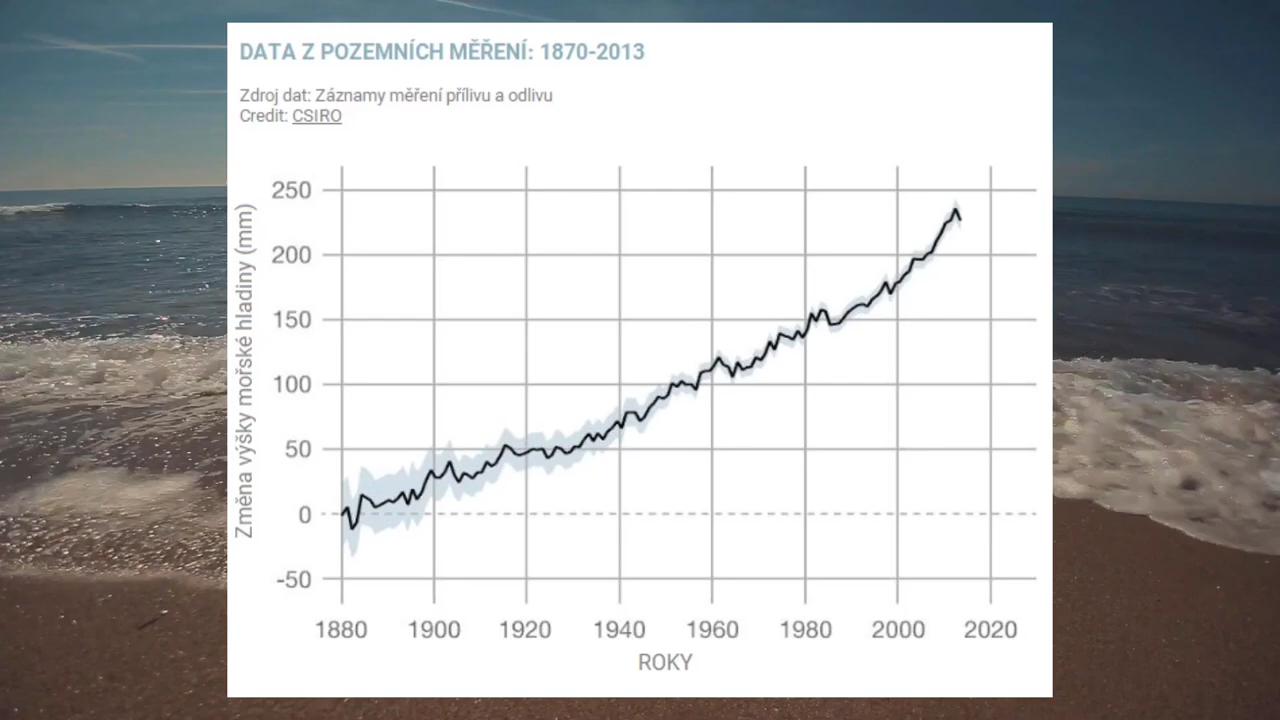 DATA Z POZEMNÍCH MĚŘENÍ: 1870-2013
Zdroj dat: Záznamy měření přílivu a odlivu
Credit: CSIRO
250
200
150
100
50
0
-50
Změna výšky mořské hladiny (mm)
1880 1900 1920 1940 1960 1980 2000 2020
ROKY